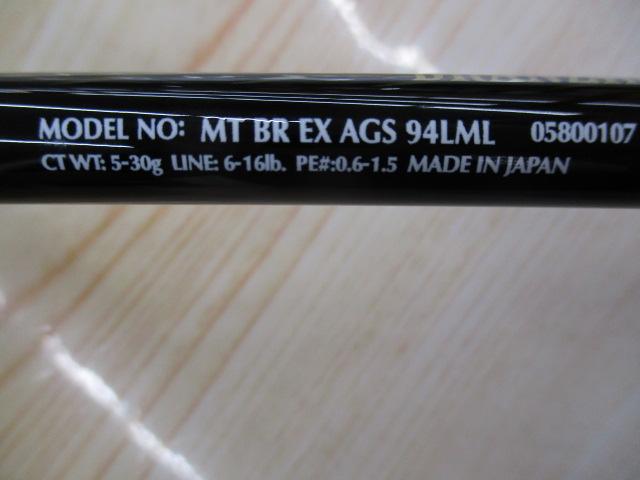 MODEL NO: MT BR EX AGS 94LML 05800107
CT WT: 5-30g LINE: 6-16lb. PE#:0.6-1.5 MADE IN JAPAN